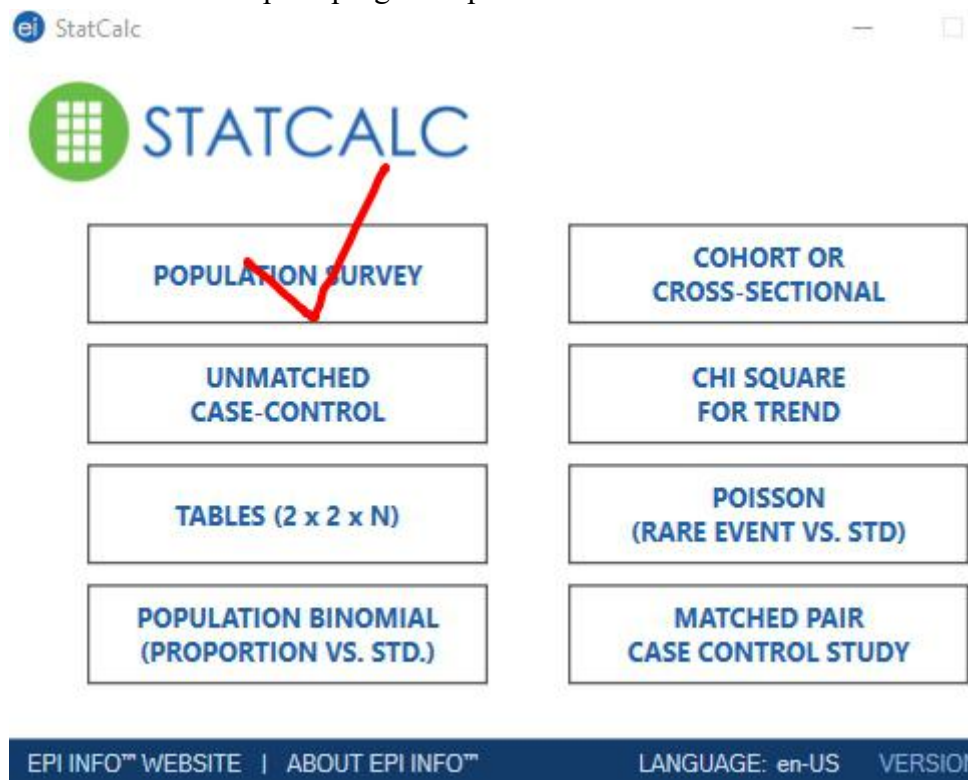 StatCalc
STATCALC
POPULATION SURVEY
COHORT OR
CROSS-SECTIONAL
UNMATCHED
CASE-CONTROL
CHI SQUARE
FOR TREND
TABLES (2 x 2 x N)
POISSON
(RARE EVENT VS. STD)
POPULATION BINOMIAL
(PROPORTION VS. STD.)
MATCHED PAIR
CASE CONTROL STUDY
EPI INFO™ WEBSITE | ABOUT EPI INFO™ LANGUAGE: en-US VERSION